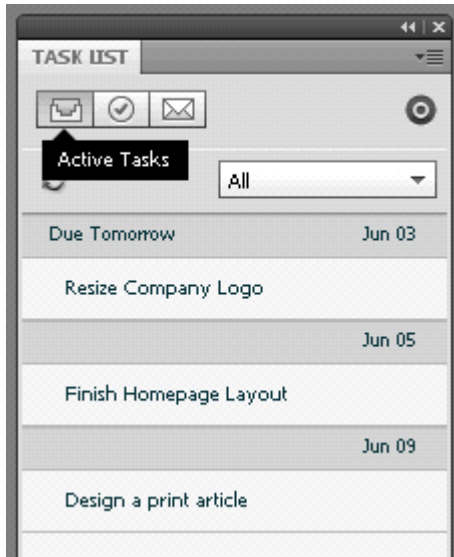 TASK LIST
Active Tasks
All
Due Tomorrow Jun 03
Resize Company Logo
Jun 05
Finish Homepage Layout
Jun 09
Design a print article